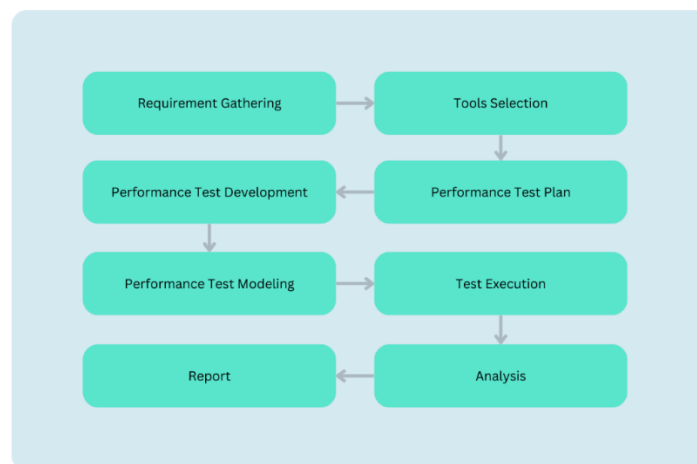 Requirement Gathering
Tools Selection
Performance Test Development
Performance Test Plan
Performance Test Modeling
Test Execution
Report
Analysis